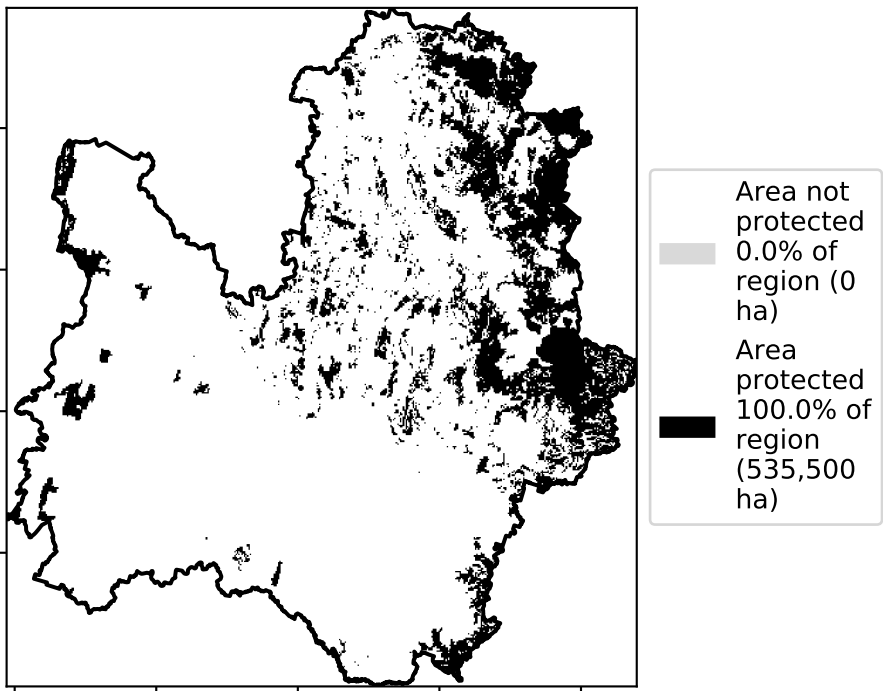 Area not
protected
0.0% of
region (0
ha)
Area
protected
100.0% of
region
(535,500
ha)